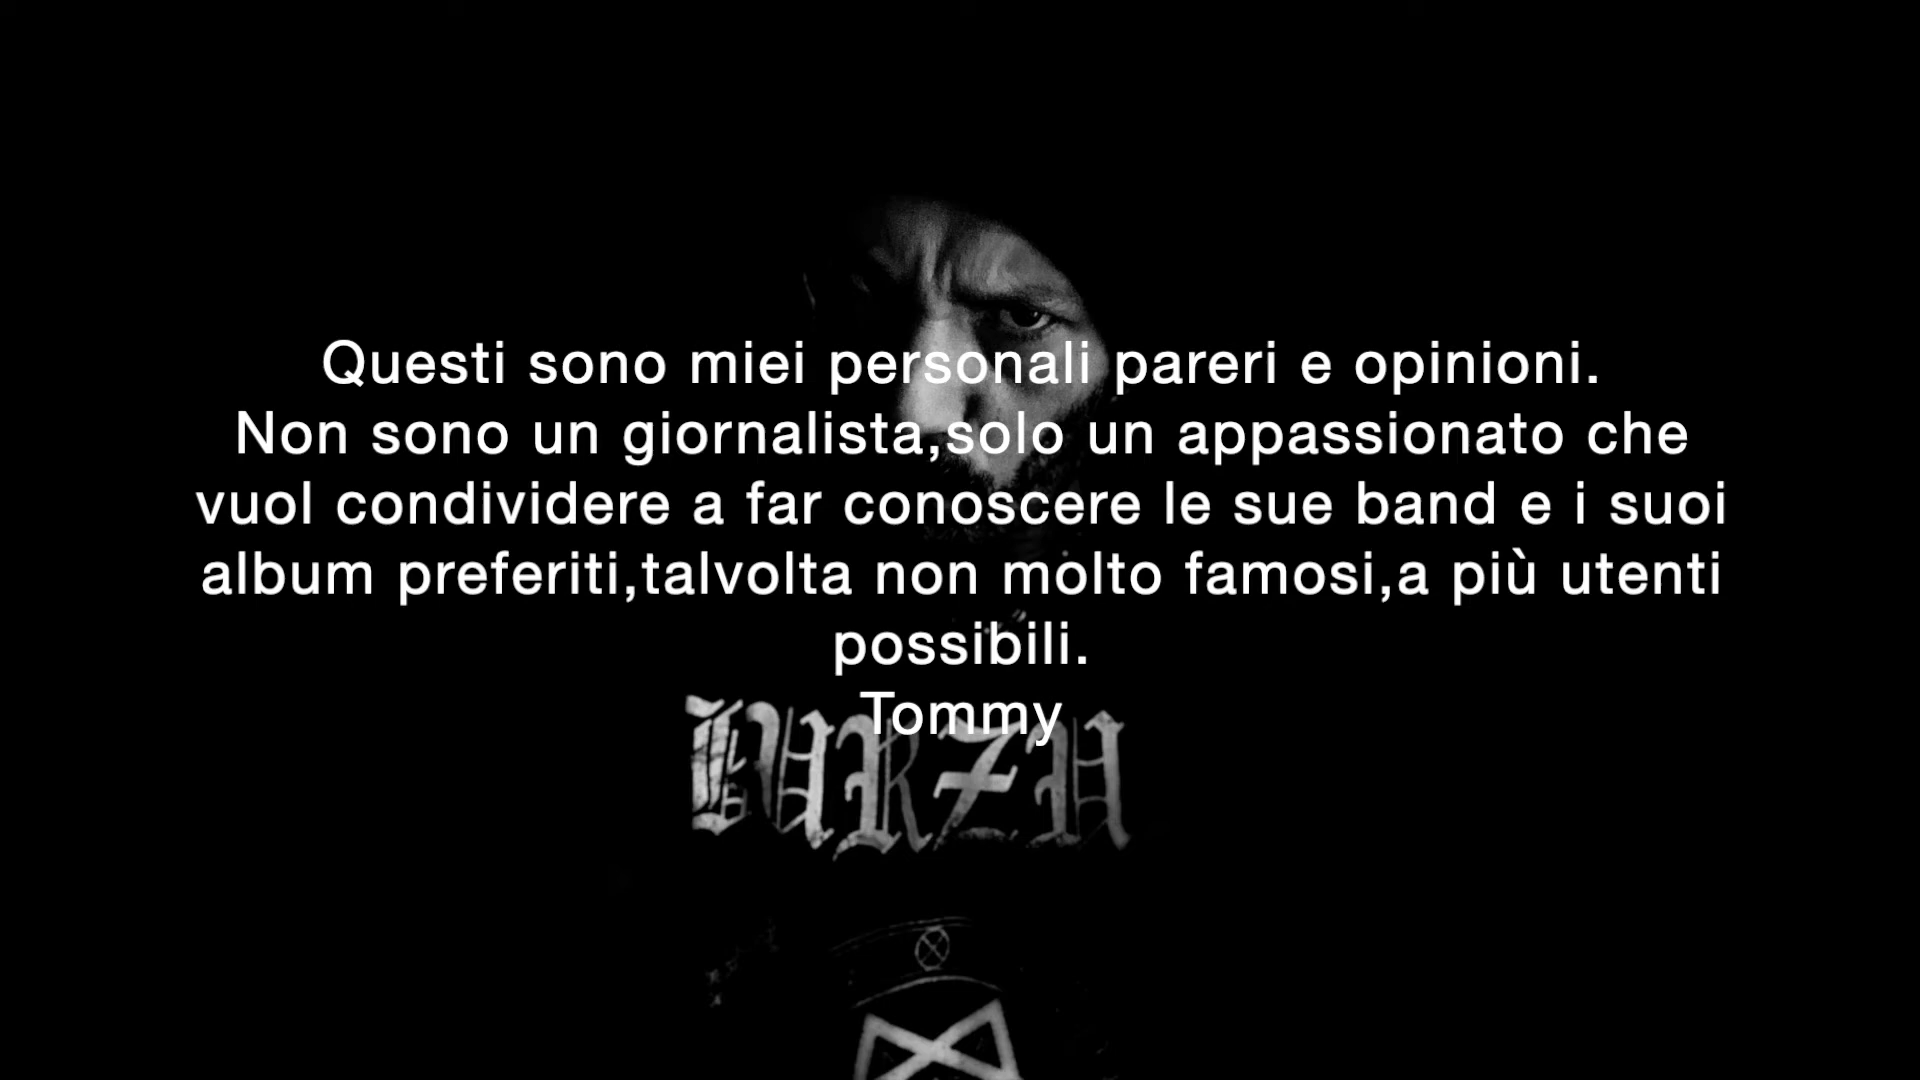 Questi sono miei personali pareri e opinioni.
Non sono un giornalista,solo un appassionato che
vuol condividere a far conoscere le sue band e i suoi
album preferiti,talvolta non molto famosi,a più utenti
possibili.
Tommy
BURZU